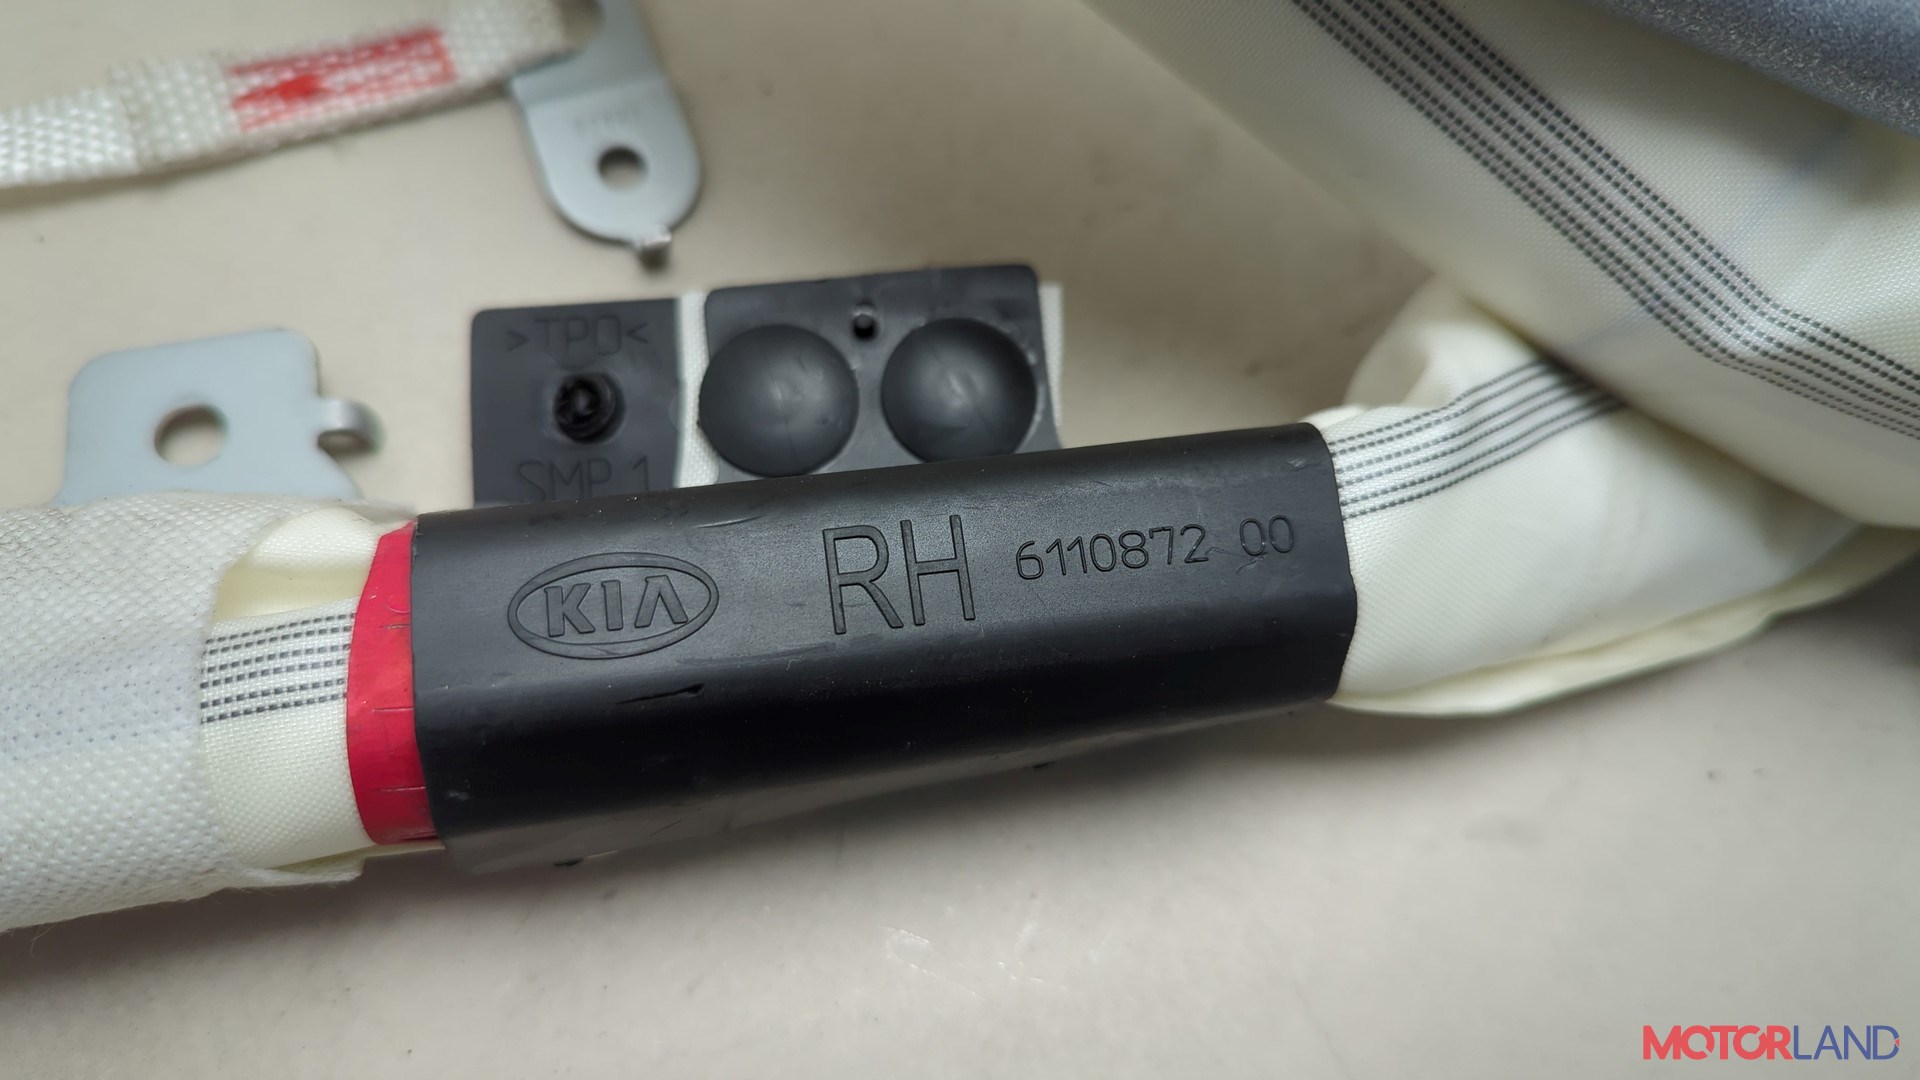 >TPO<
SMP 1
KIA RH 6110872 00
MOTORLAND